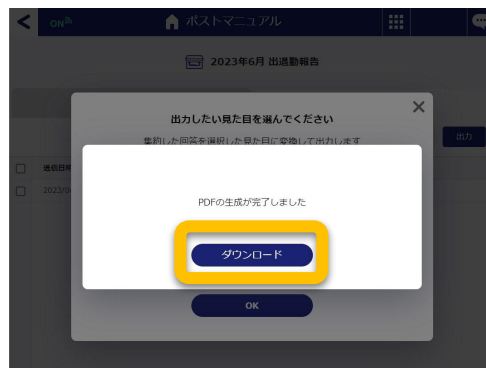 ON
ポストマニュアル
2023年6月 出退勤報告
出力したい見た目を選んでください
集約した回答を選択した見た目に変換して出力します
出力
送信日時
2023/0
PDFの生成が完了しました
ダウンロード
OK